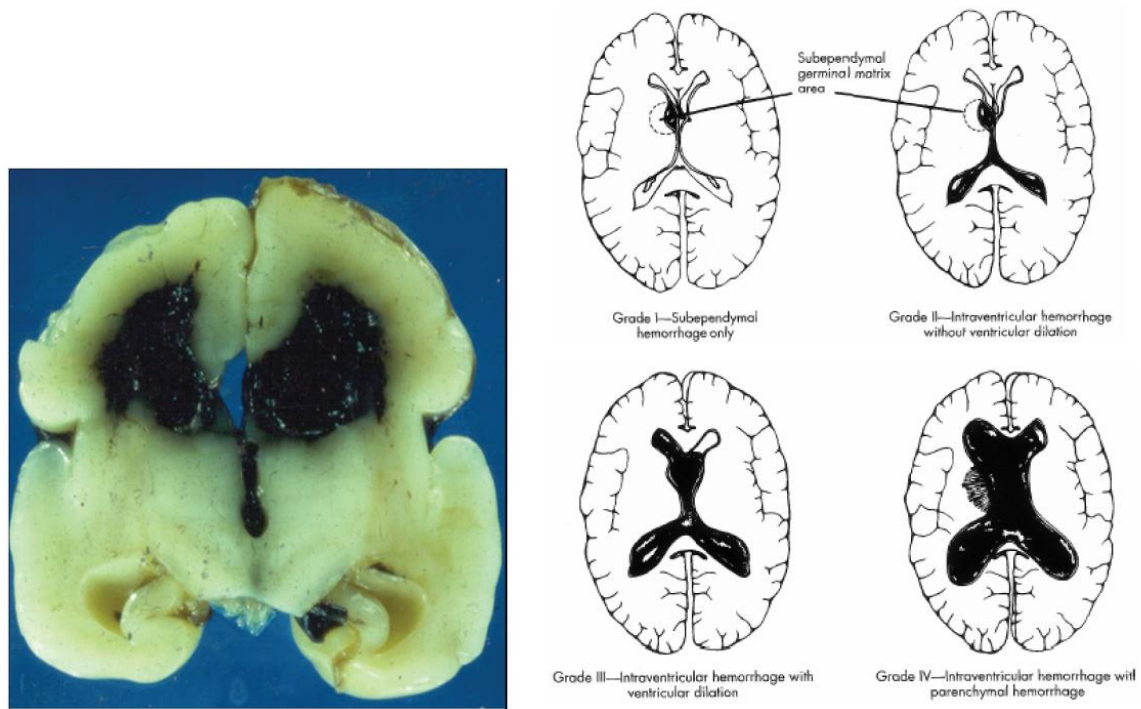 Subependymal
germinal matrix
area
Grade I—Subependymal
hemorrhage only
Grade II—Intraventricular hemorrhage
without ventricular dilation
Grade III—Intraventricular hemorrhage with
ventricular dilation
Grade IV—Intraventricular hemorrhage with
parenchymal hemorrhage